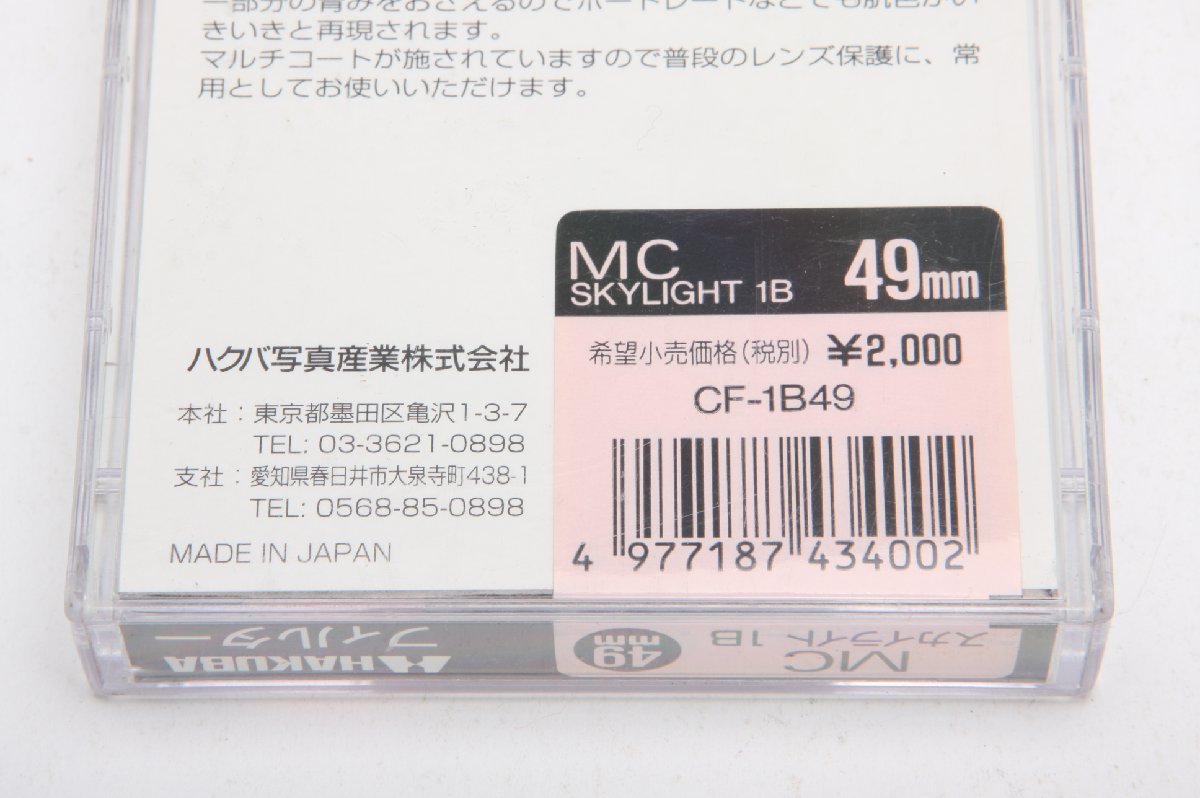 一部分の青みをおさえるのでポートレートなどでも肌色がい
きいきと再現されます。
マルチコートが施されていますので普段のレンズ保護に、常
用としてお使いいただけます。
MC
SKYLIGHT 1B
49mm
希望小売価格(税別) ¥2,000
CF-1B49
4 977187 434002
ハクバ写真産業株式会社
本社：東京都墨田区亀沢1-3-7
TEL: 03-3621-0898
支社：愛知県春日井市大泉寺町438-1
TEL: 0568-85-0898
MADE IN JAPAN
HAKUBA
フィルター
49mm
MC
スカイライト 1B